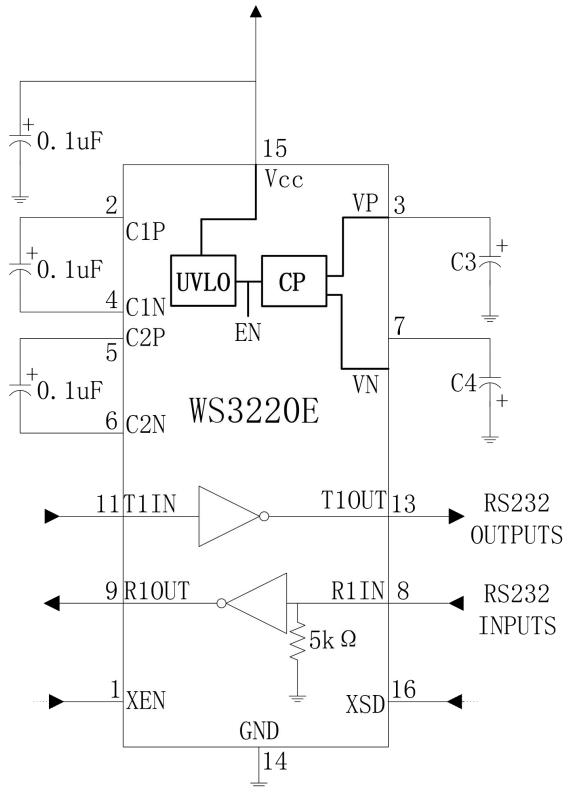 +
0.1uF
15
Vcc
2
C1P
VP
3
+
0.1uF
UVLO
CP
C3
+
4
C1N
EN
C2P
5
7
+
0.1uF
VN
C4
+
6
C2N
WS3220E
11
T1IN
T1OUT
13
RS232
OUTPUTS
9
R1OUT
R1IN
8
RS232
INPUTS
5kΩ
1
XEN
XSD
16
GND
14